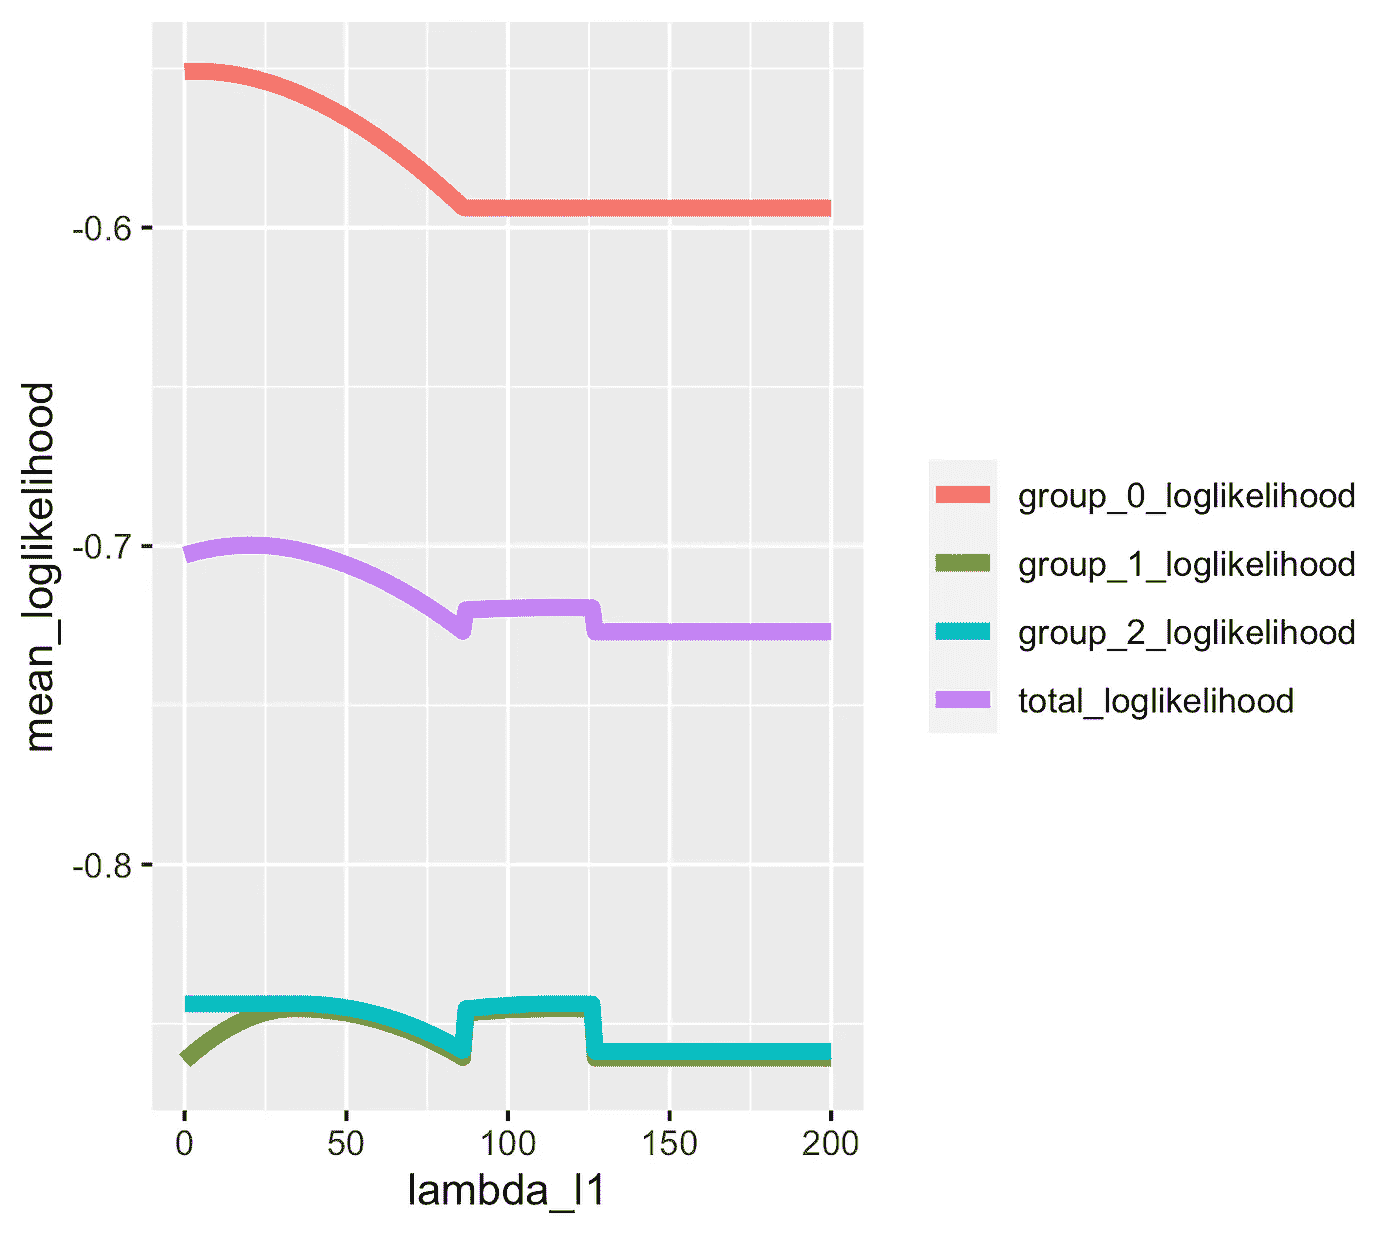 mean_loglikelihood
-0.6
-0.7
-0.8
0 50 100 150 200
lambda_l1
group_0_loglikelihood
group_1_loglikelihood
group_2_loglikelihood
total_loglikelihood